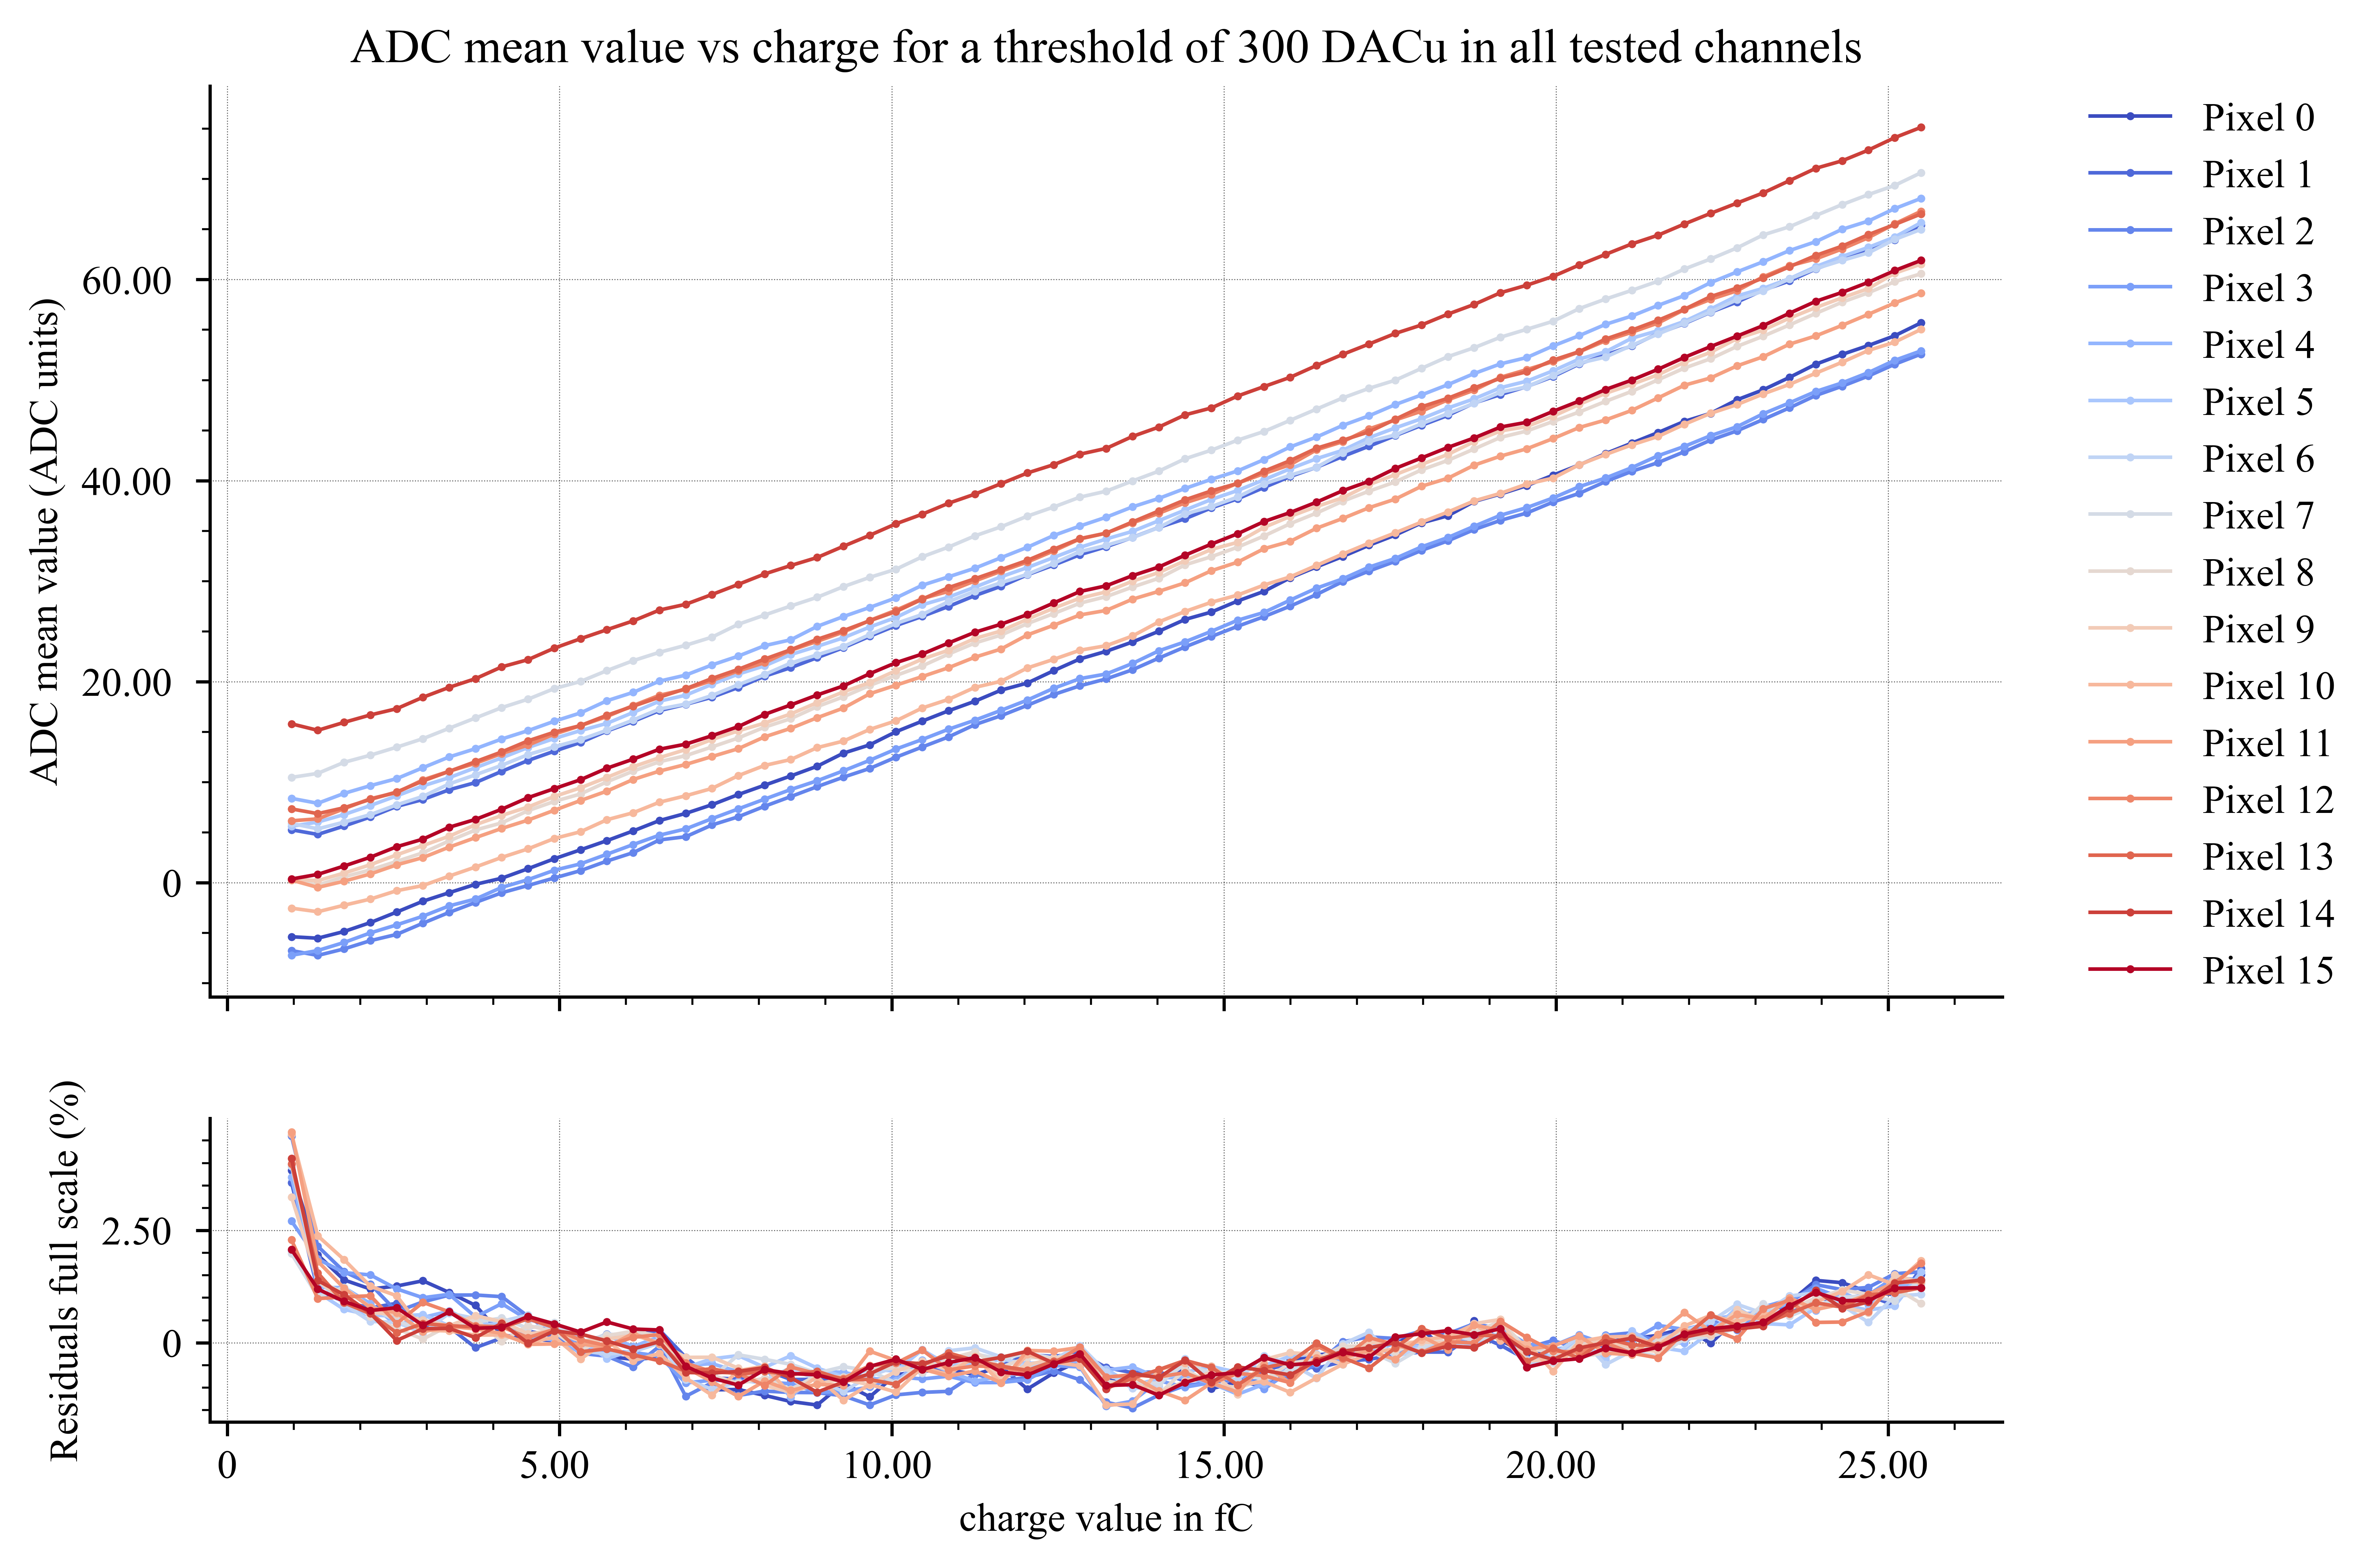 ADC mean value vs charge for a threshold of 300 DACu in all tested channels
ADC mean value (ADC units)
60.00
40.00
20.00
0
Pixel 0
Pixel 1
Pixel 2
Pixel 3
Pixel 4
Pixel 5
Pixel 6
Pixel 7
Pixel 8
Pixel 9
Pixel 10
Pixel 11
Pixel 12
Pixel 13
Pixel 14
Pixel 15
Residuals full scale (%)
2.50
0
0 5.00 10.00 15.00 20.00 25.00
charge value in fC